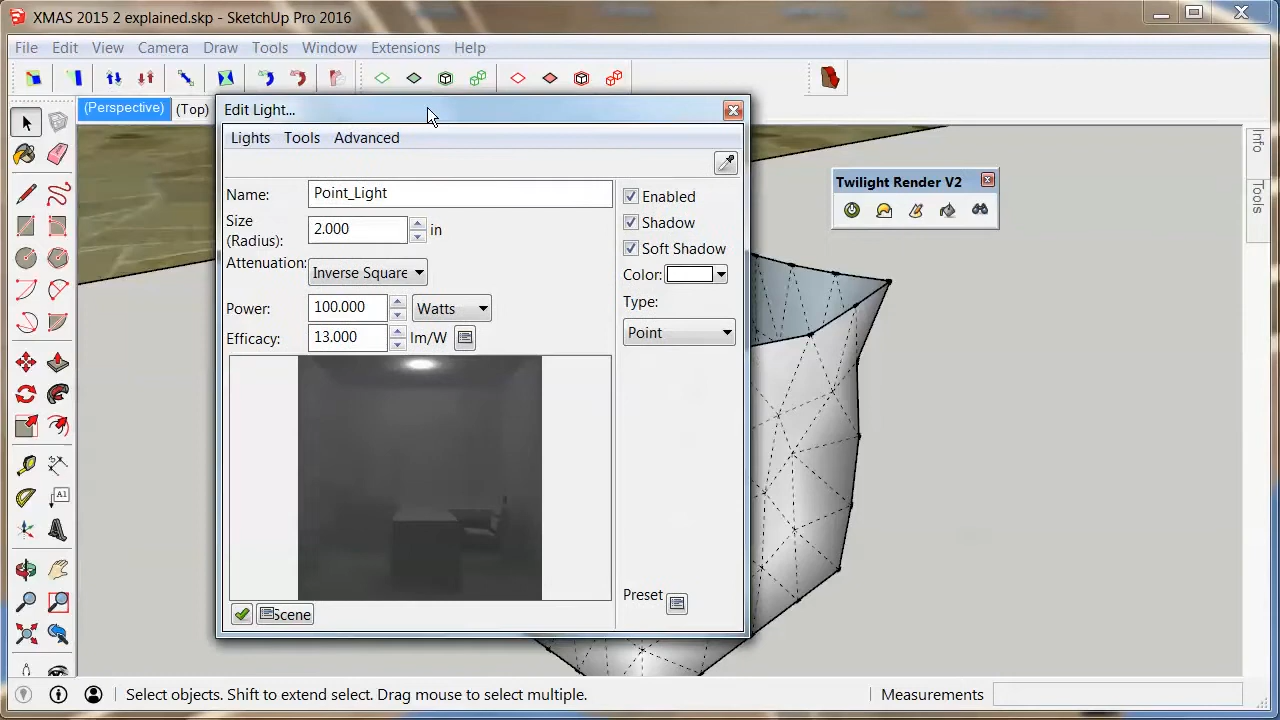 XMAS 2015 2 explained.skp - SketchUp Pro 2016
File Edit View Camera Draw Tools Window Extensions Help
(Perspective) (Top)
Edit Light...
Lights Tools Advanced
Name: Point_Light
Size (Radius): 2.000 in
Attenuation: Inverse Square
Power: 100.000 Watts
Efficacy: 13.000 lm/W
Enabled
Shadow
Soft Shadow
Color:
Type:
Point
Preset
Scene
Twilight Render V2
Info
Tools
A1
Select objects. Shift to extend select. Drag mouse to select multiple.
Measurements